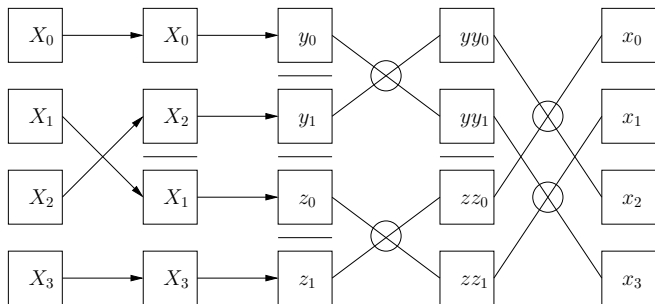 X₀ X₀ y₀ yy₀ x₀
X₁ X₂ y₁ yy₁ x₁
X₂ X₁ z₀ zz₀ x₂
X₃ X₃ z₁ zz₁ x₃